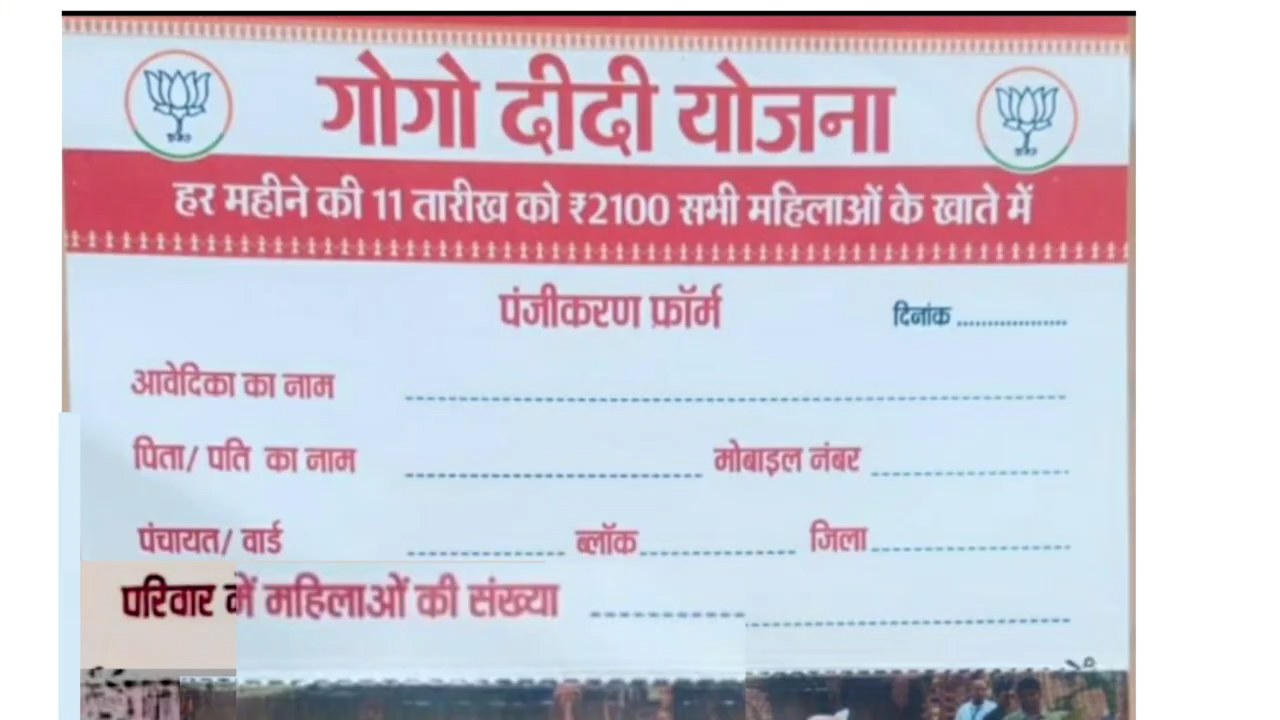 गोगो दीदी योजना
हर महीने की 11 तारीख को ₹2100 सभी महिलाओं के खाते में
पंजीकरण फ़ॉर्म दिनांक ..................
आवेदिका का नाम
पिता/ पति का नाम मोबाइल नंबर
पंचायत/ वार्ड ब्लॉक जिला
परिवार में महिलाओं की संख्या